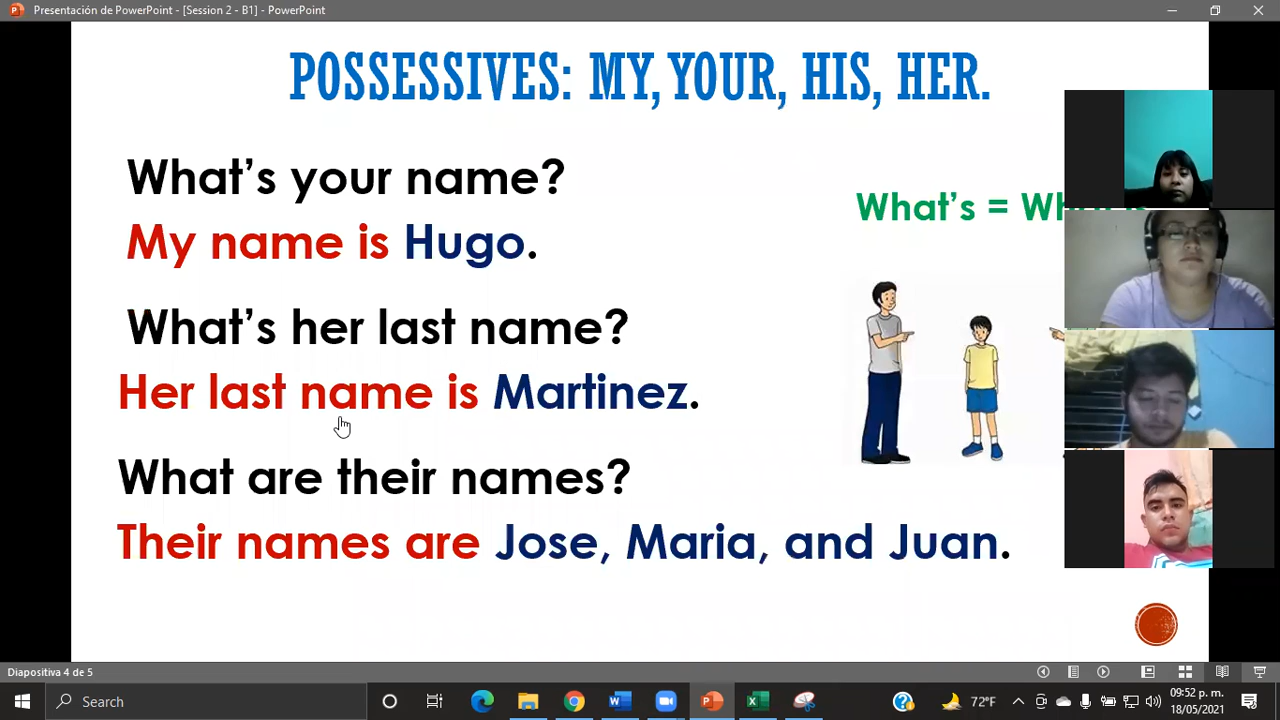 Presentación de PowerPoint - [Session 2 - B1] - PowerPoint
POSSESSIVES: MY, YOUR, HIS, HER.
What's your name?
What's =
My name is Hugo.
What's her last name?
Her last name is Martinez.
What are their names?
Their names are Jose, Maria, and Juan.
Diapositiva 4 de 5
Search
72°F
09:52 p. m.
18/05/2021